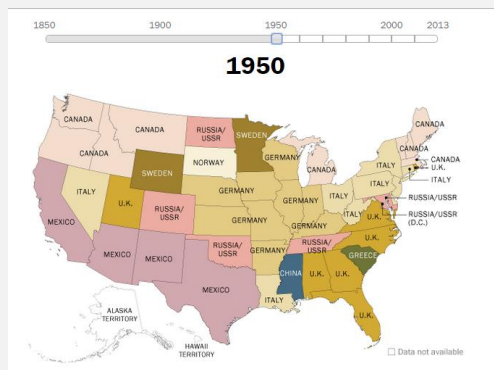 1850 1900 1950 2000 2013
1950
CANADA
CANADA
RUSSIA/
USSR
SWEDEN
CANADA
CANADA
CANADA
CANADA
U.K.
ITALY
NORWAY
GERMANY
CANADA
ITALY
ITALY
SWEDEN
ITALY
U.K.
RUSSIA/
USSR
GERMANY
GERMANY
GERMANY
ITALY
ITALY
RUSSIA/USSR
RUSSIA/USSR
(D.C.)
MEXICO
GERMANY
GERMANY
U.K.
U.K.
MEXICO
MEXICO
RUSSIA/
USSR
GERMANY
RUSSIA/USSR
GREECE
CHINA
U.K.
U.K.
MEXICO
ITALY
U.K.
ALASKA
TERRITORY
HAWAII
TERRITORY
Data not available